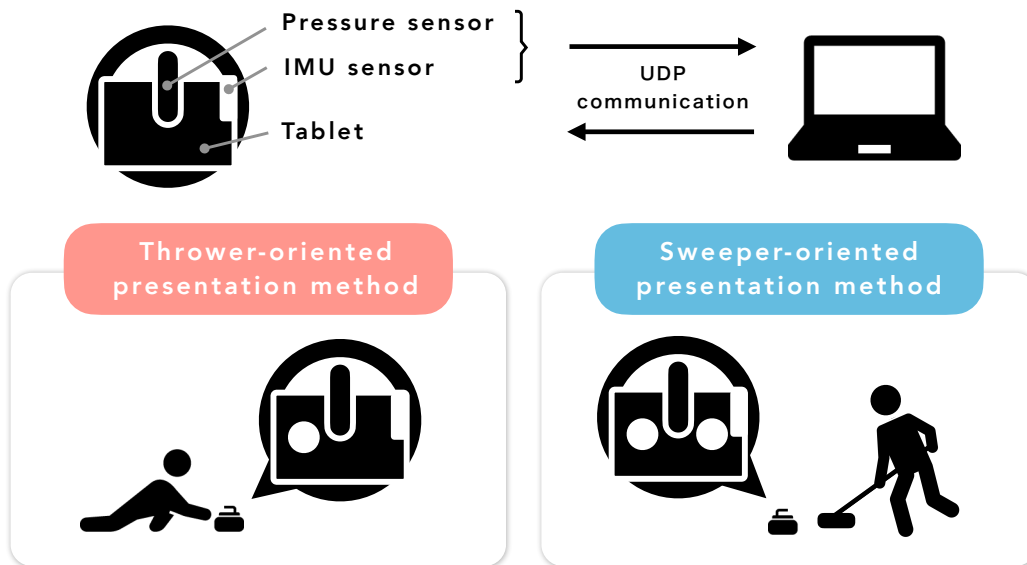 Pressure sensor
IMU sensor
Tablet
UDP
communication
Thrower-oriented
presentation method
Sweeper-oriented
presentation method